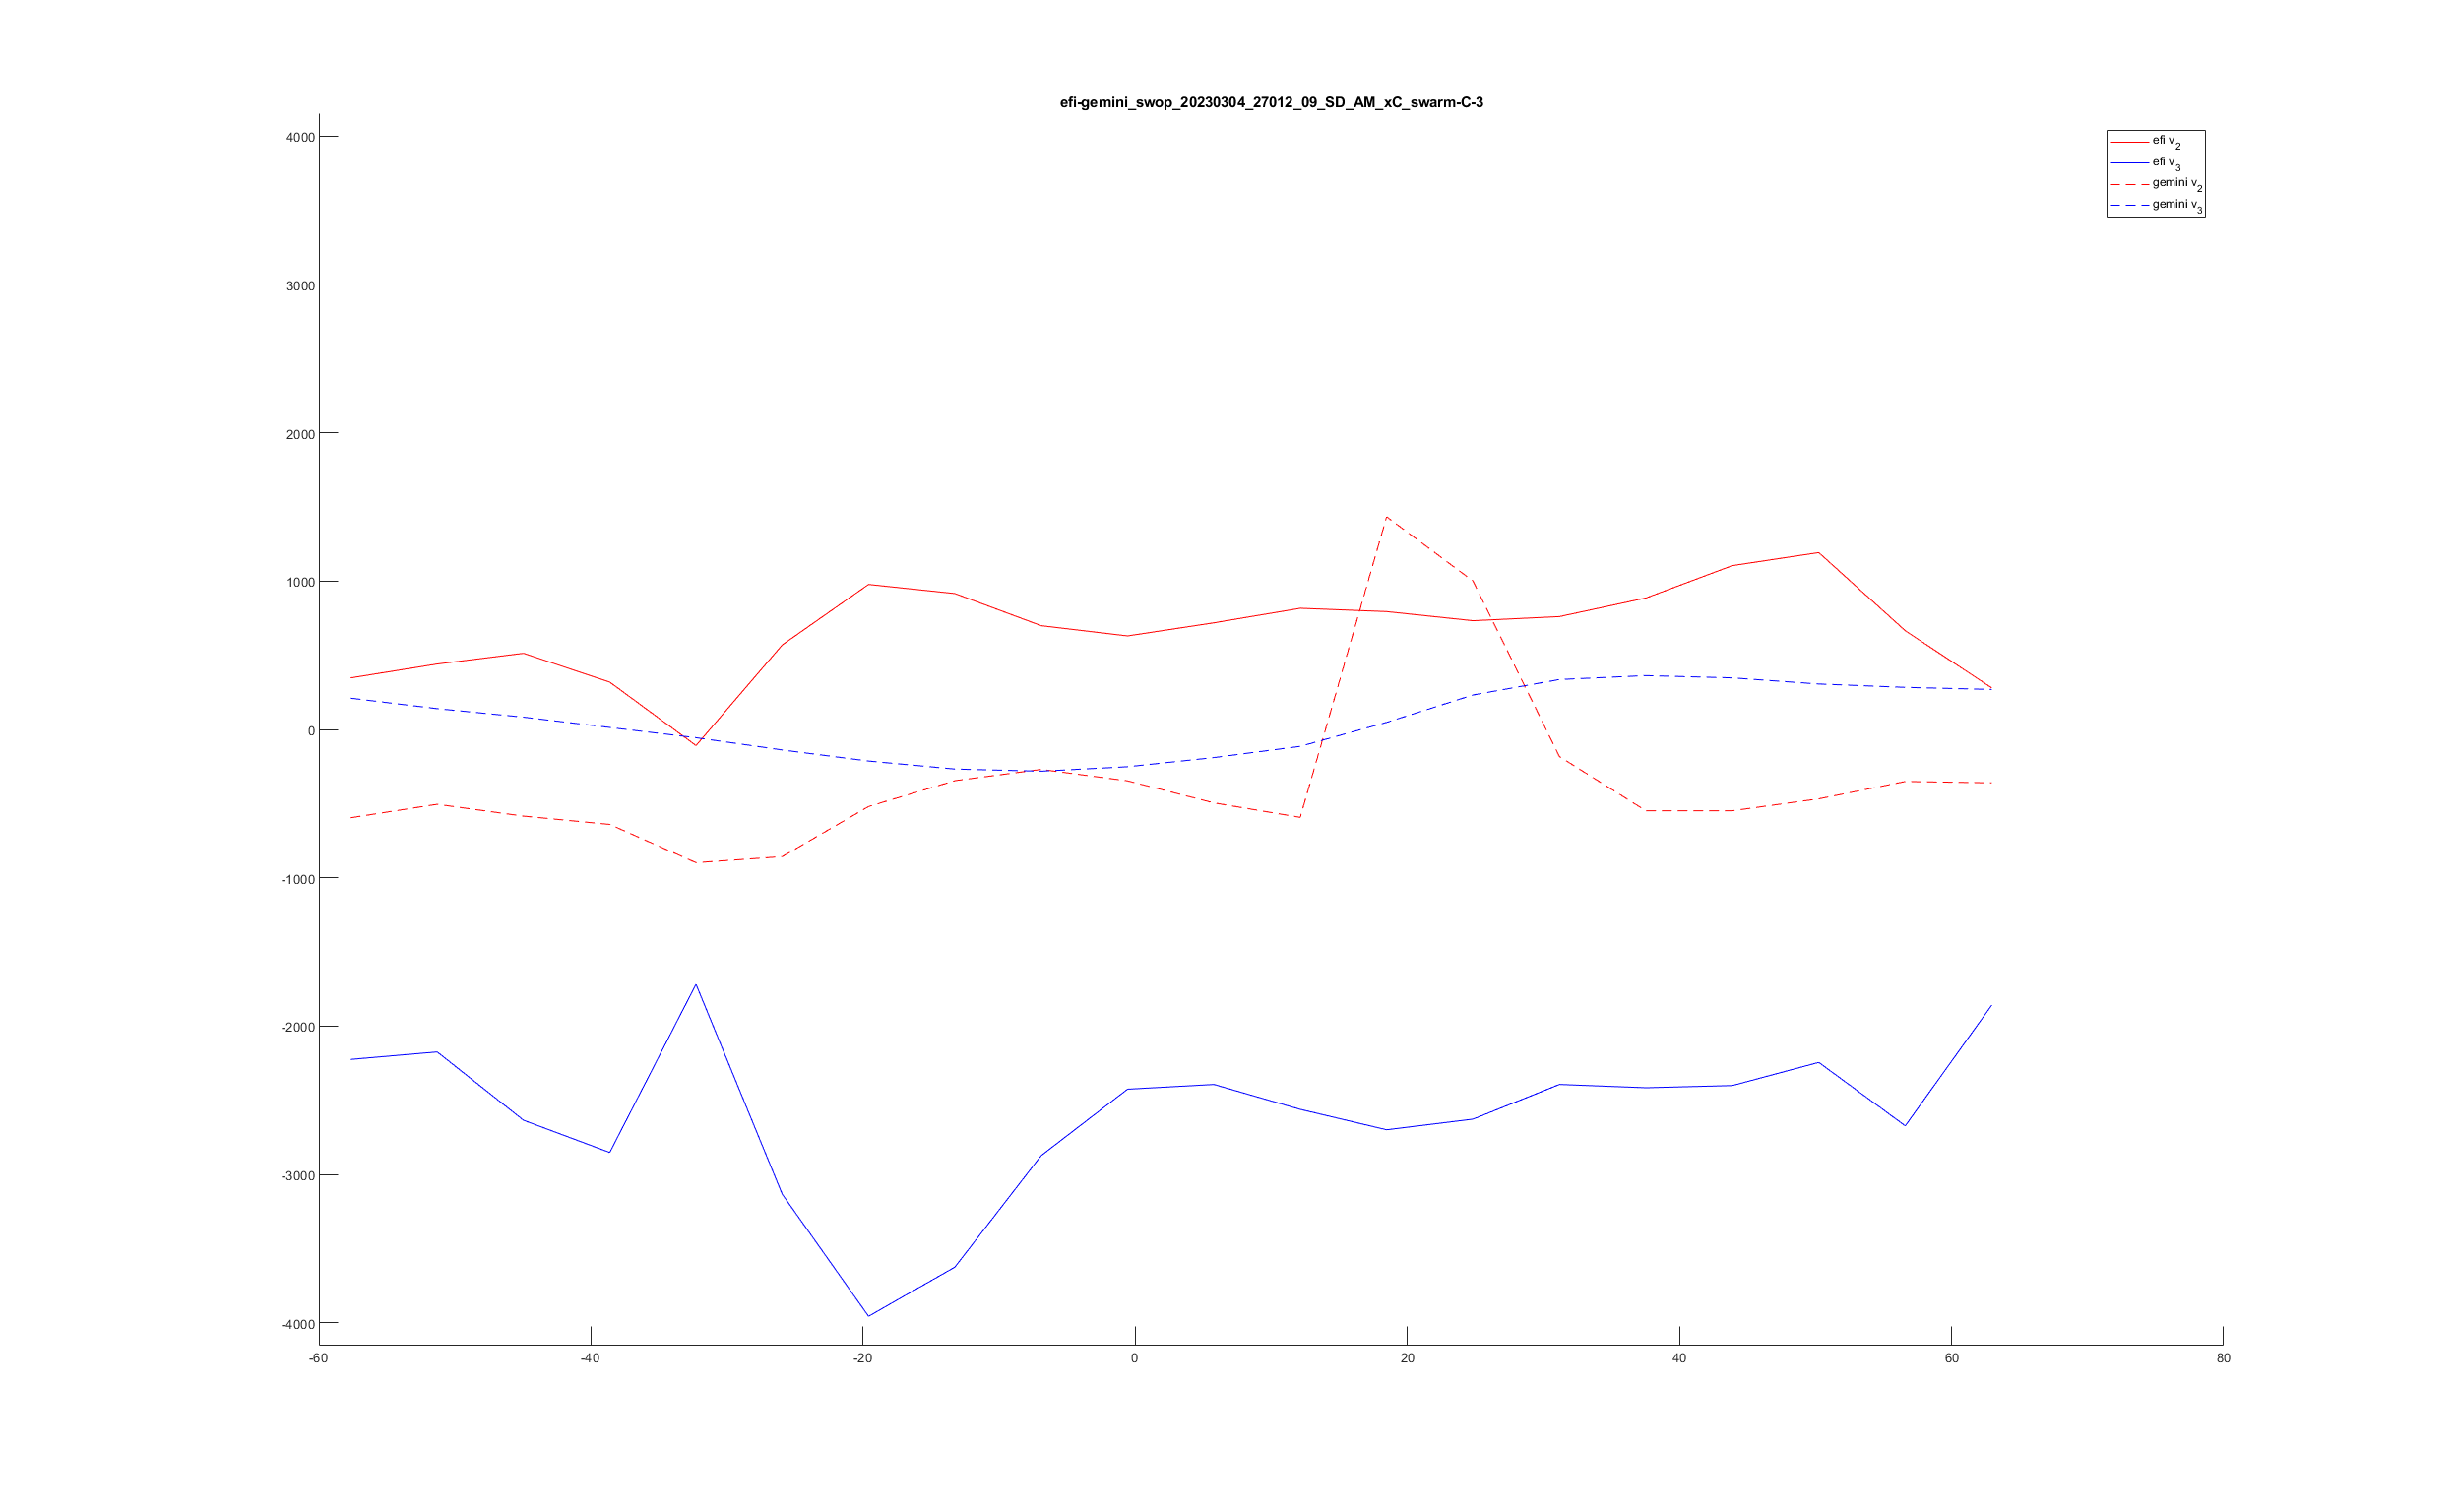 efi-gemini_swop_20230304_27012_09_SD_AM_xC_swarm-C-3
efi v2
efi v3
gemini v2
gemini v3
4000
3000
2000
1000
0
-1000
-2000
-3000
-4000
-60 -40 -20 0 20 40 60 80